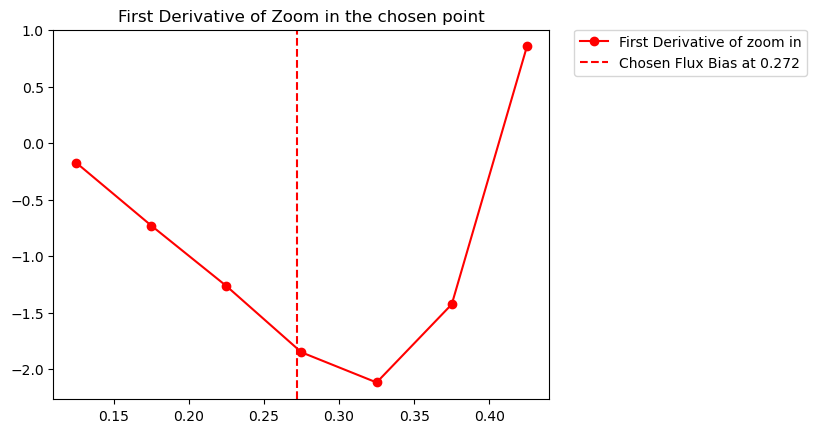 First Derivative of Zoom in the chosen point
1.0
0.5
0.0
−0.5
−1.0
−1.5
−2.0
0.15 0.20 0.25 0.30 0.35 0.40
First Derivative of zoom in
Chosen Flux Bias at 0.272